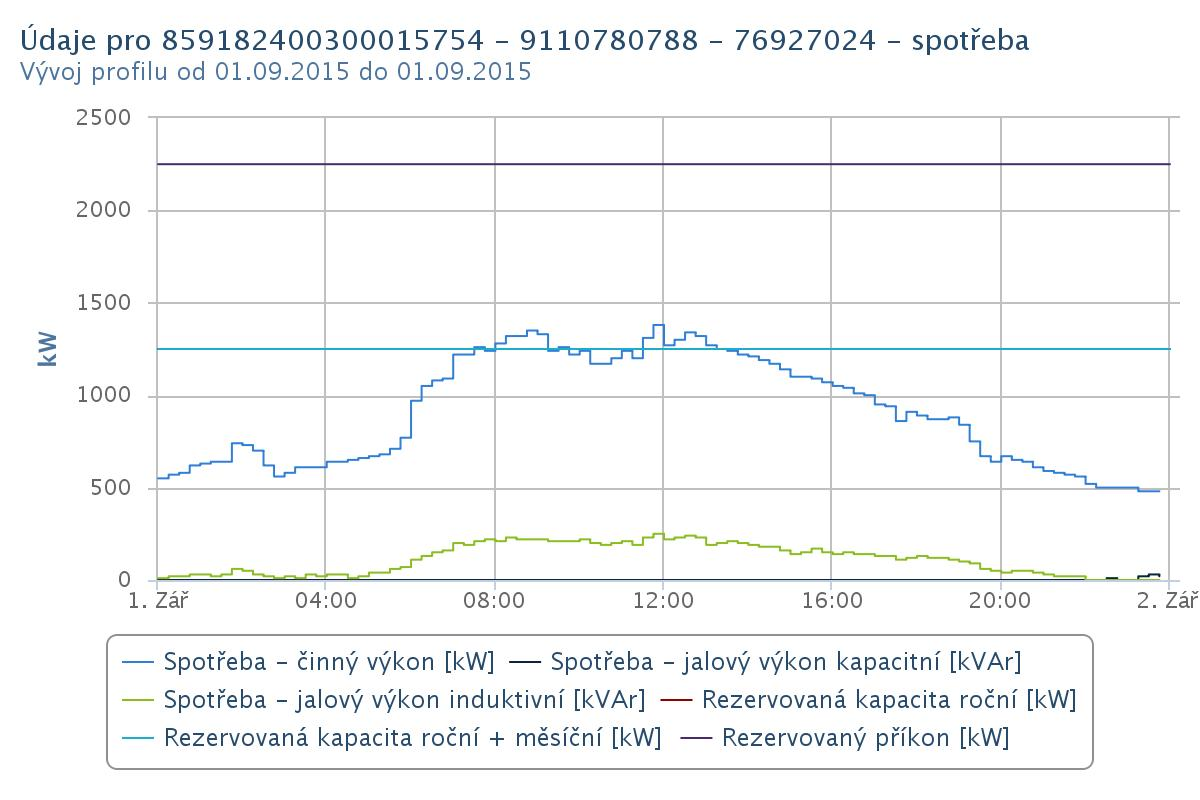 Údaje pro 859182400300015754 – 9110780788 – 76927024 – spotřeba
Vývoj profilu od 01.09.2015 do 01.09.2015
2500
2000
1500
kW
1000
500
0
1. Zář 04:00 08:00 12:00 16:00 20:00 2. Zář
Spotřeba – činný výkon [kW] Spotřeba – jalový výkon kapacitní [kVAr]
Spotřeba – jalový výkon induktivní [kVAr] Rezervovaná kapacita roční [kW]
Rezervovaná kapacita roční + měsíční [kW] Rezervovaný příkon [kW]